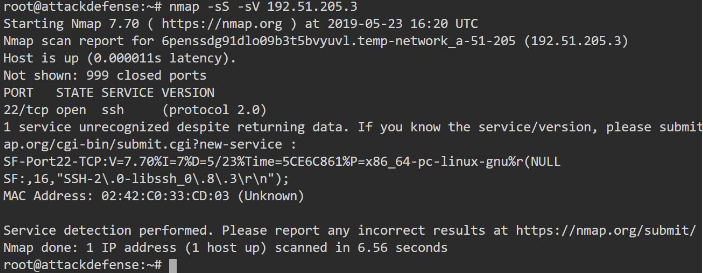 root@attackdefense:~# nmap -sS -sV 192.51.205.3
Starting Nmap 7.70 ( https://nmap.org ) at 2019-05-23 16:20 UTC
Nmap scan report for 6penssdg91dlo09b3t5bvyuvl.temp-network_a-51-205 (192.51.205.3)
Host is up (0.000011s latency).
Not shown: 999 closed ports
PORT   STATE SERVICE VERSION
22/tcp open  ssh     (protocol 2.0)
1 service unrecognized despite returning data. If you know the service/version, please submit
ap.org/cgi-bin/submit.cgi?new-service :
SF-Port22-TCP:V=7.70%I=7%D=5/23%Time=5CE6C861%P=x86_64-pc-linux-gnu%r(NULL
SF:,16,"SSH-2\.0-libssh_0\.8\.3\r\n");
MAC Address: 02:42:C0:33:CD:03 (Unknown)
Service detection performed. Please report any incorrect results at https://nmap.org/submit/
Nmap done: 1 IP address (1 host up) scanned in 6.56 seconds
root@attackdefense:~#